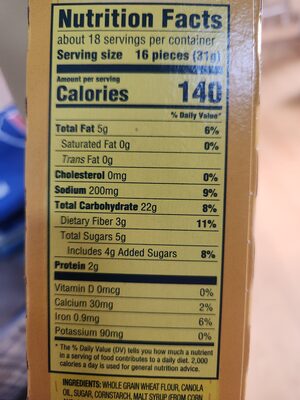 Nutrition Facts
about 18 servings per container
Serving size 16 pieces (31g)
Amount per serving
Calories 140
% Daily Value*
Total Fat 5g 6%
Saturated Fat 0g 0%
Trans Fat 0g
Cholesterol 0mg 0%
Sodium 200mg 9%
Total Carbohydrate 22g 8%
Dietary Fiber 3g 11%
Total Sugars 5g
Includes 4g Added Sugars 8%
Protein 2g
Vitamin D 0mcg 0%
Calcium 30mg 2%
Iron 0.9mg 6%
Potassium 90mg 0%
* The % Daily Value (DV) tells you how much a nutrient
in a serving of food contributes to a daily diet. 2,000
calories a day is used for general nutrition advice.
INGREDIENTS: WHOLE GRAIN WHEAT FLOUR, CANOLA
OIL, SUGAR, CORNSTARCH, MALT SYRUP (FROM CORN